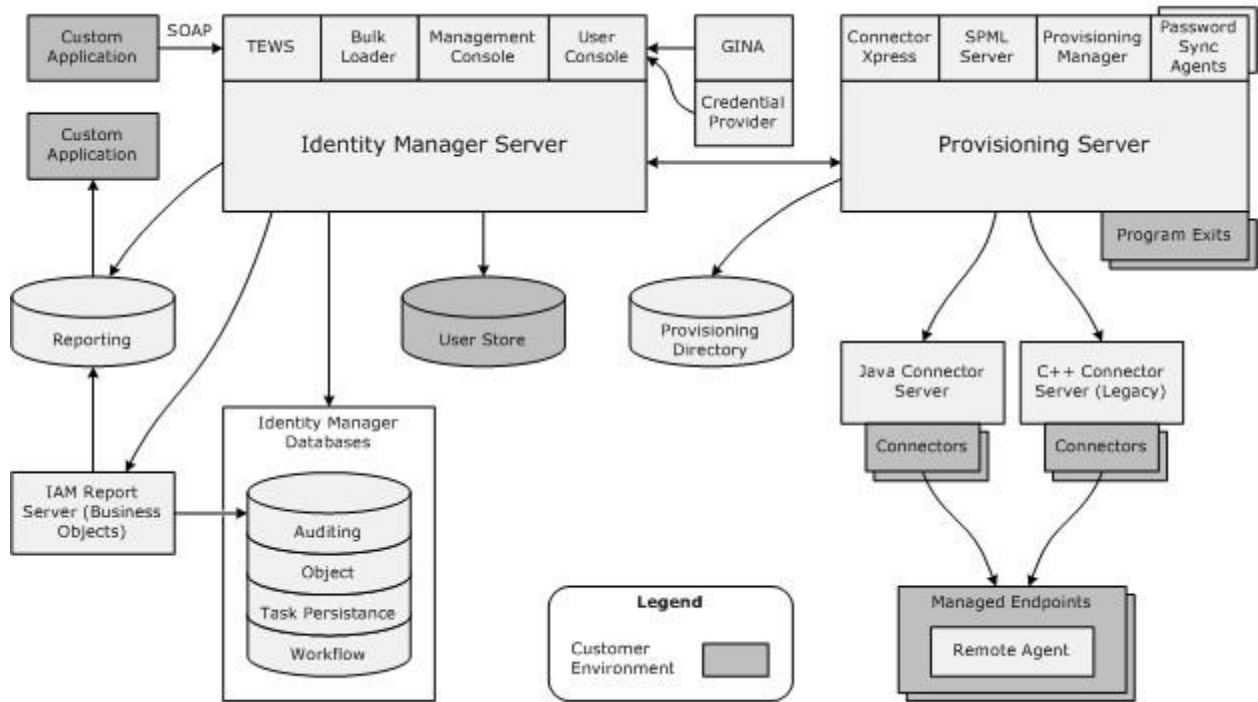 Custom
Application
SOAP
TEWS
Bulk
Loader
Management
Console
User
Console
GINA
Credential
Provider
Connector
Xpress
SPML
Server
Provisioning
Manager
Password
Sync
Agents
Custom
Application
Identity Manager Server
Provisioning Server
Program Exits
Reporting
User Store
Provisioning
Directory
Java Connector
Server
C++ Connector
Server (Legacy)
Connectors
Connectors
Identity Manager
Databases
IAM Report
Server (Business
Objects)
Auditing
Object
Task Persistance
Workflow
Legend
Customer
Environment
Managed Endpoints
Remote Agent